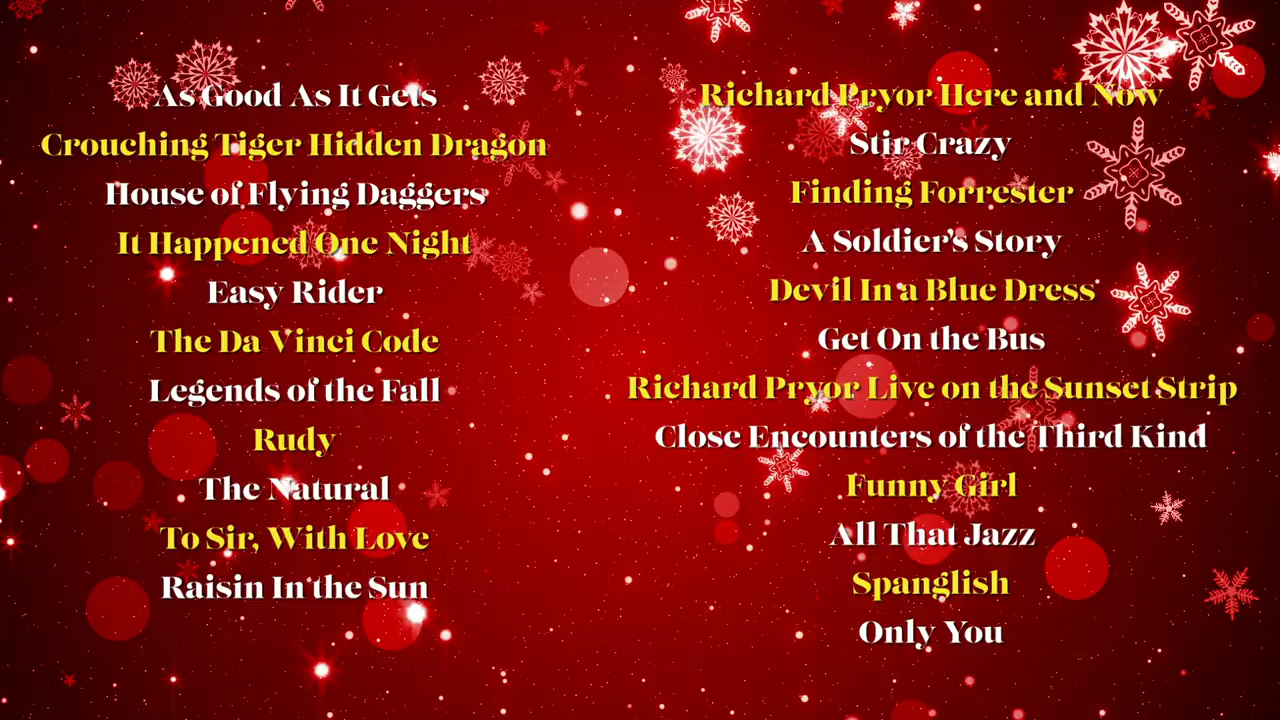 As Good As It Gets
Crouching Tiger Hidden Dragon
House of Flying Daggers
It Happened One Night
Easy Rider
The Da Vinci Code
Legends of the Fall
Rudy
The Natural
To Sir, With Love
Raisin In the Sun
Richard Pryor Here and Now
Stir Crazy
Finding Forrester
A Soldier's Story
Devil In a Blue Dress
Get On the Bus
Richard Pryor Live on the Sunset Strip
Close Encounters of the Third Kind
Funny Girl
All That Jazz
Spanglish
Only You